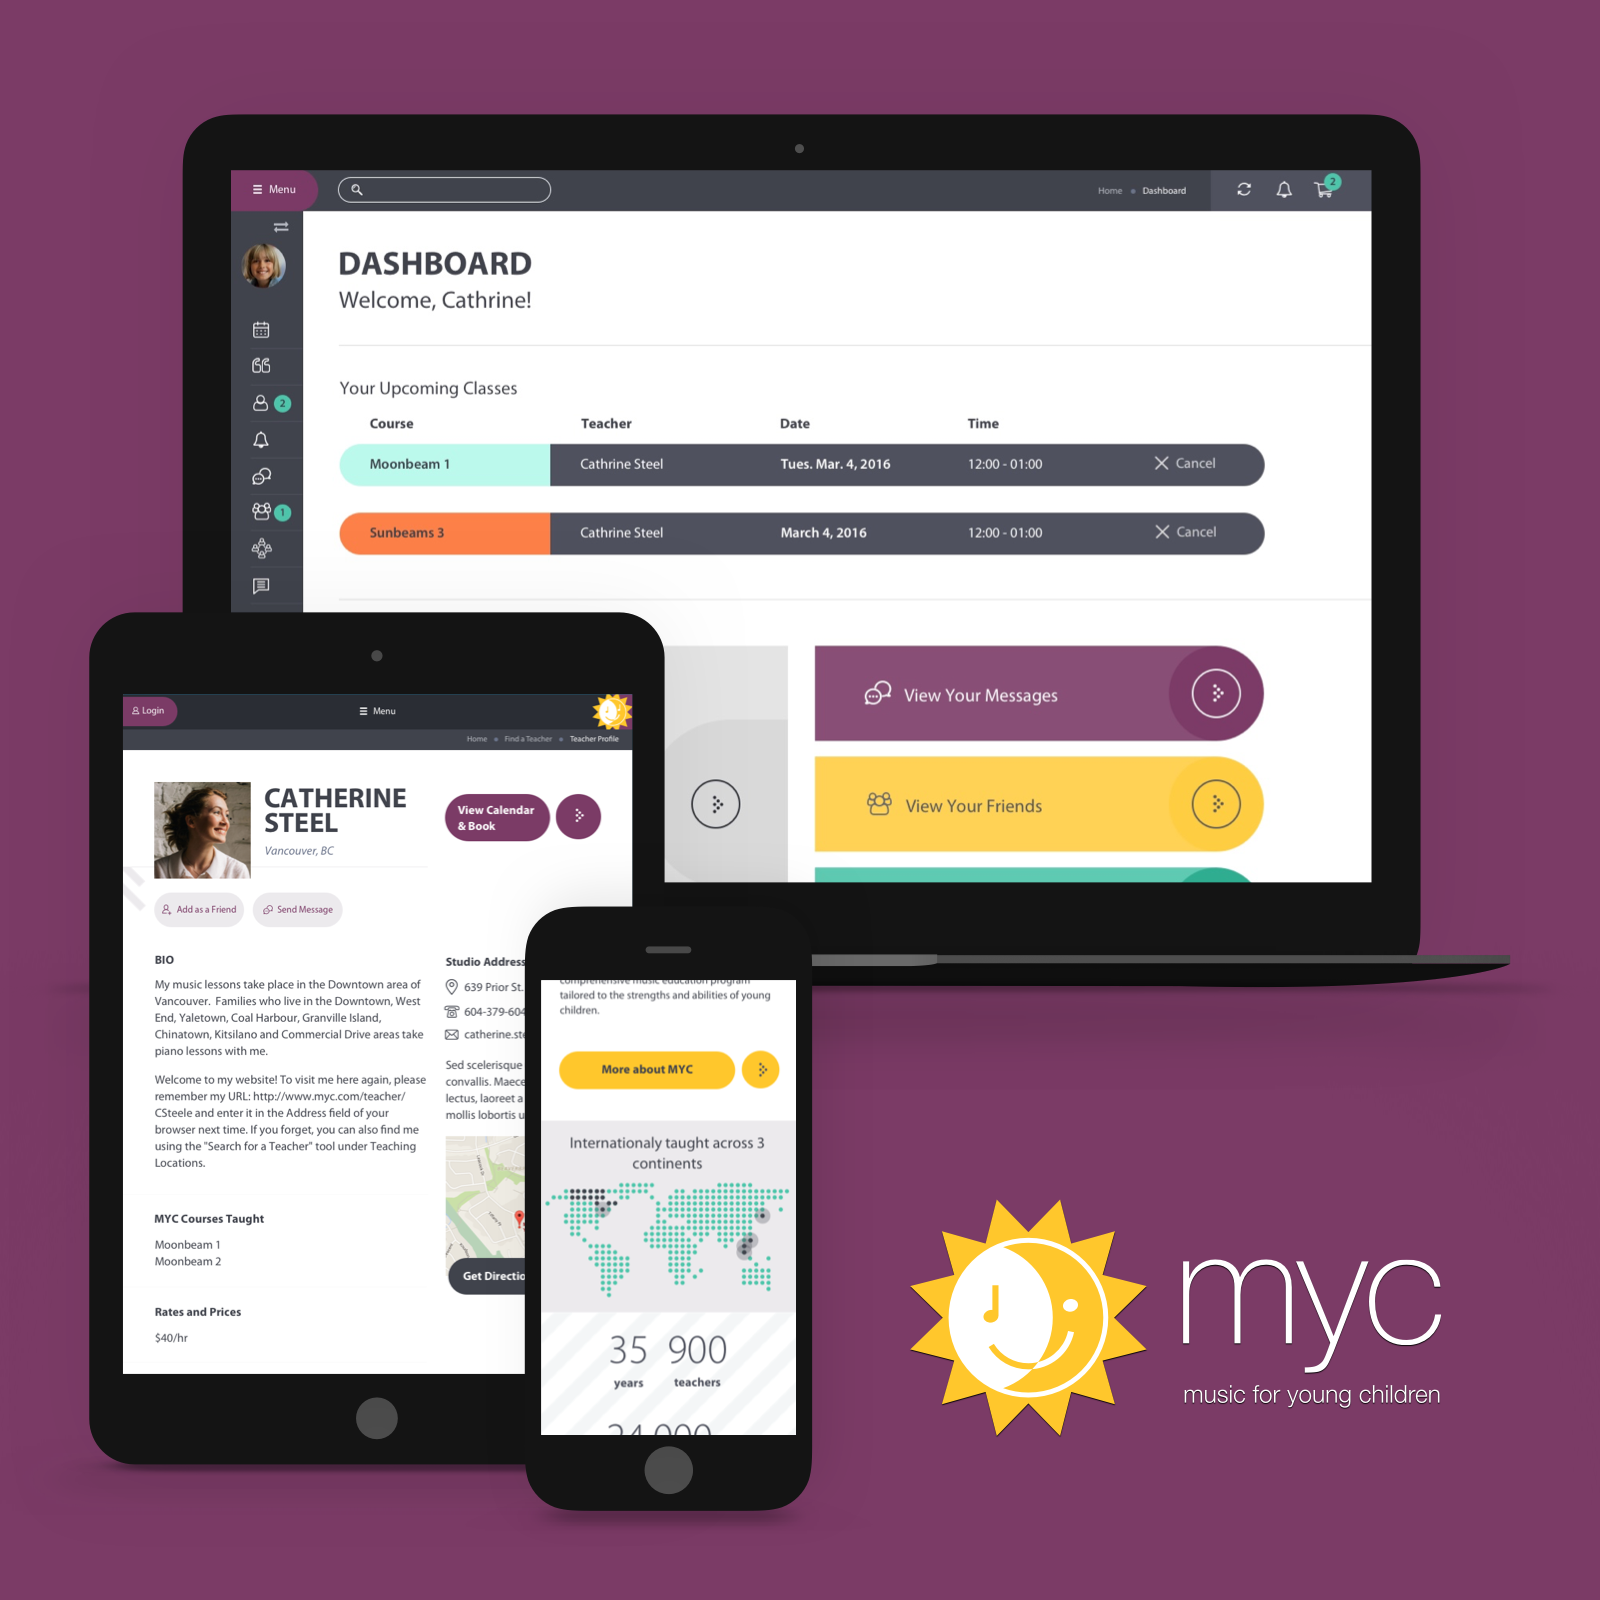 Menu
Home Dashboard
2
DASHBOARD
Welcome, Cathrine!
Your Upcoming Classes
Course Teacher Date Time
Moonbeam 1 Cathrine Steel Tues. Mar. 4, 2016 12:00 - 01:00 Cancel
Sunbeams 3 Cathrine Steel March 4, 2016 12:00 - 01:00 Cancel
2
1
View Your Messages
View Your Friends
Login
Menu
Home Find a Teacher Teacher Profile
CATHERINE
STEEL
Vancouver, BC
View Calendar
& Book
Add as a Friend
Send Message
BIO
My music lessons take place in the Downtown area of
Vancouver. Families who live in the Downtown, West
End, Yaletown, Coal Harbour, Granville Island,
Chinatown, Kitsilano and Commercial Drive areas take
piano lessons with me.
Welcome to my website! To visit me here again, please
remember my URL: http://www.myc.com/teacher/
CSteele and enter it in the Address field of your
browser next time. If you forget, you can also find me
using the "Search for a Teacher" tool under Teaching
Locations.
MYC Courses Taught
Moonbeam 1
Moonbeam 2
Rates and Prices
$40/hr
Studio Address
639 Prior St.
604-379-604
catherine.ste
Sed scelerisque
convallis. Maece
lectus, laoreet a
mollis lobortis u
Get Directio
comprehensive music education program
tailored to the strengths and abilities of young
children.
More about MYC
Internationaly taught across 3
continents
35 900
years teachers
24,000
myc
music for young children